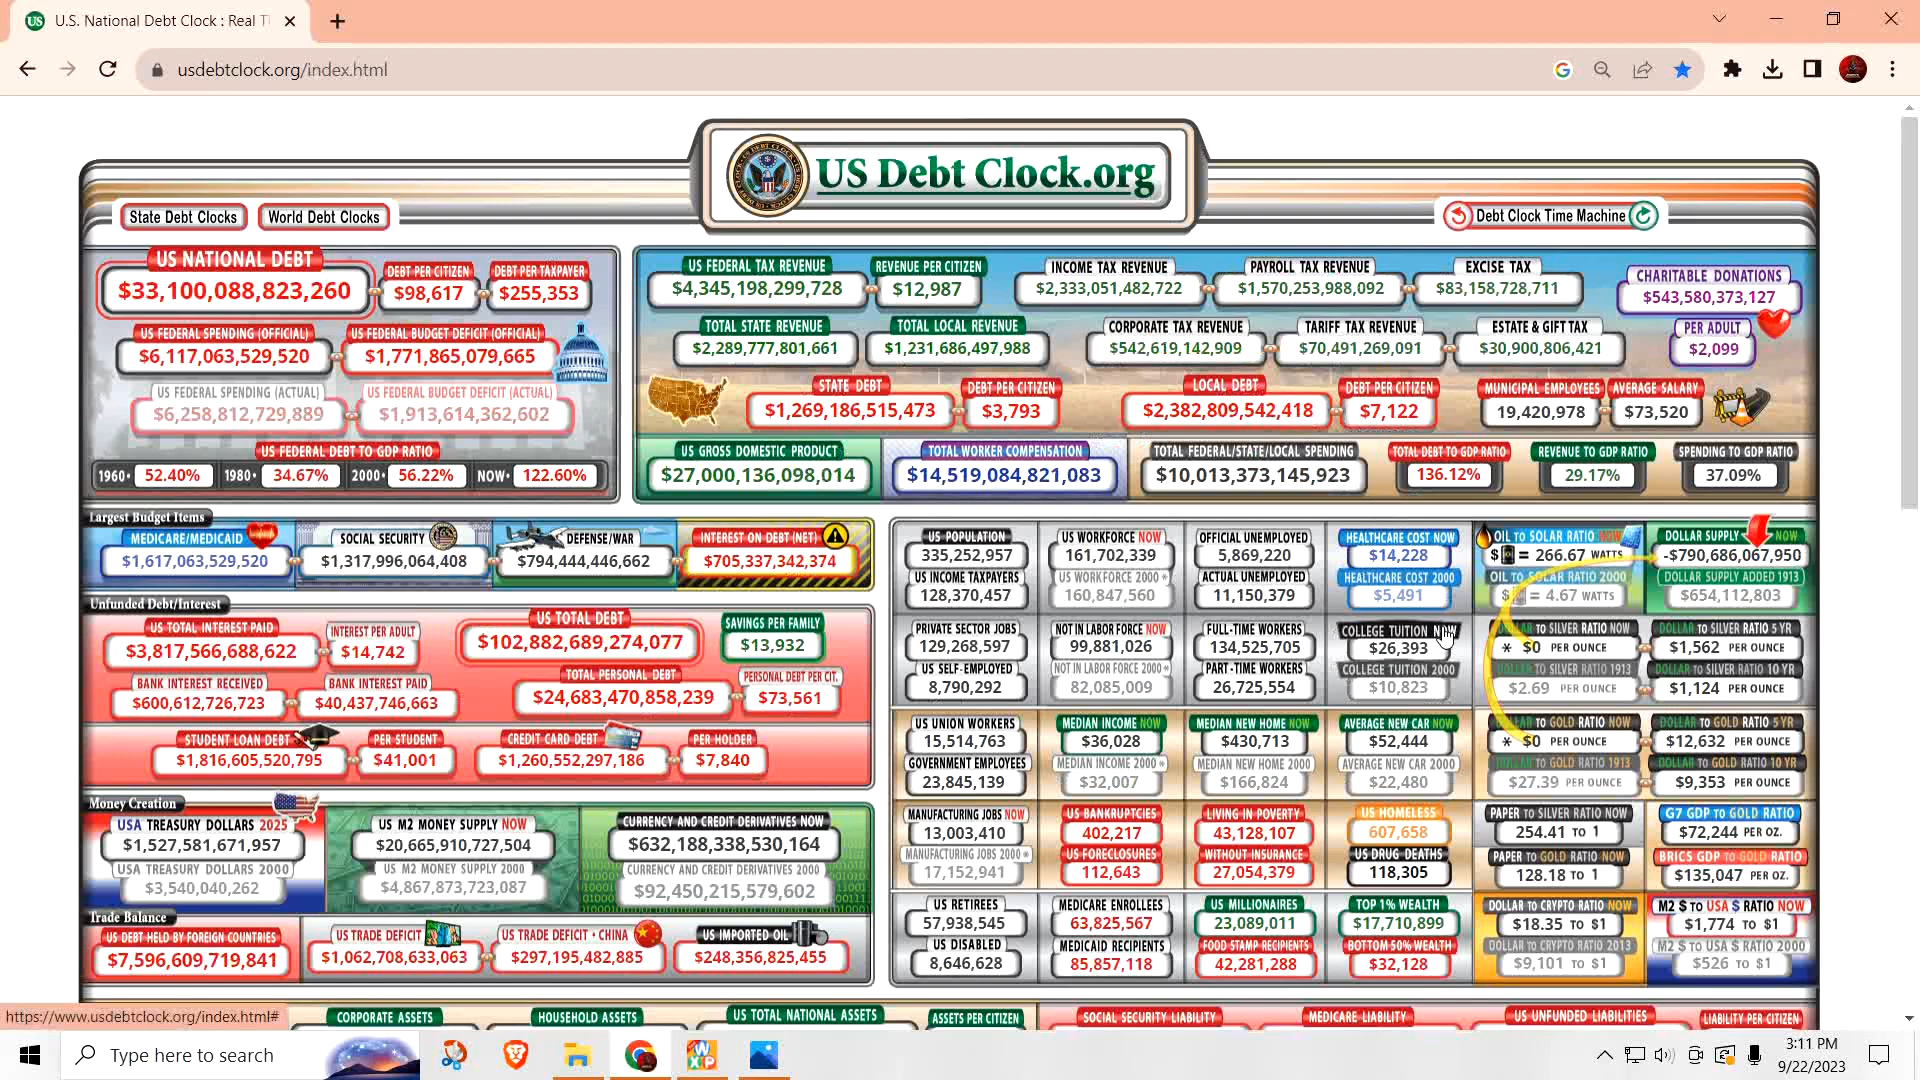 U.S. National Debt Clock : Real T
usdebtclock.org/index.html
US Debt Clock.org
State Debt Clocks
World Debt Clocks
Debt Clock Time Machine
US NATIONAL DEBT
$33,100,088,823,260
DEBT PER CITIZEN
$98,617
DEBT PER TAXPAYER
$255,353
US FEDERAL SPENDING (OFFICIAL)
$6,117,063,529,520
US FEDERAL BUDGET DEFICIT (OFFICIAL)
$1,771,865,079,665
US FEDERAL SPENDING (ACTUAL)
$6,258,812,729,889
US FEDERAL BUDGET DEFICIT (ACTUAL)
$1,913,614,362,602
US FEDERAL DEBT TO GDP RATIO
1960• 52.40% 1980• 34.67% 2000• 56.22% NOW• 122.60%
US FEDERAL TAX REVENUE
$4,345,198,299,728
REVENUE PER CITIZEN
$12,987
INCOME TAX REVENUE
$2,333,051,482,722
PAYROLL TAX REVENUE
$1,570,253,988,092
EXCISE TAX
$83,158,728,711
CHARITABLE DONATIONS
$543,580,373,127
TOTAL STATE REVENUE
$2,289,777,801,661
TOTAL LOCAL REVENUE
$1,231,686,497,988
CORPORATE TAX REVENUE
$542,619,142,909
TARIFF TAX REVENUE
$70,491,269,091
ESTATE & GIFT TAX
$30,900,806,421
PER ADULT
$2,099
STATE DEBT
$1,269,186,515,473
DEBT PER CITIZEN
$3,793
LOCAL DEBT
$2,382,809,542,418
DEBT PER CITIZEN
$7,122
MUNICIPAL EMPLOYEES
19,420,978
AVERAGE SALARY
$73,520
US GROSS DOMESTIC PRODUCT
$27,000,136,098,014
TOTAL WORKER COMPENSATION
$14,519,084,821,083
TOTAL FEDERAL/STATE/LOCAL SPENDING
$10,013,373,145,923
TOTAL DEBT TO GDP RATIO
136.12%
REVENUE TO GDP RATIO
29.17%
SPENDING TO GDP RATIO
37.09%
Largest Budget Items
MEDICARE/MEDICAID
$1,617,063,529,520
SOCIAL SECURITY
$1,317,996,064,408
DEFENSE/WAR
$794,444,446,662
INTEREST ON DEBT (NET)
$705,337,342,374
Unfunded Debt/Interest
US TOTAL INTEREST PAID
$3,817,566,688,622
INTEREST PER ADULT
$14,742
US TOTAL DEBT
$102,882,689,274,077
SAVINGS PER FAMILY
$13,932
BANK INTEREST RECEIVED
$600,612,726,723
BANK INTEREST PAID
$40,437,746,663
TOTAL PERSONAL DEBT
$24,683,470,858,239
PERSONAL DEBT PER CIT.
$73,561
STUDENT LOAN DEBT
$1,816,605,520,795
PER STUDENT
$41,001
CREDIT CARD DEBT
$1,260,552,297,186
PER HOLDER
$7,840
Money Creation
USA TREASURY DOLLARS 2025
$1,527,581,671,957
USA TREASURY DOLLARS 2000
$3,540,040,262
US M2 MONEY SUPPLY NOW
$20,665,910,727,504
US M2 MONEY SUPPLY 2000
$4,867,873,723,087
CURRENCY AND CREDIT DERIVATIVES NOW
$632,188,338,530,164
CURRENCY AND CREDIT DERIVATIVES 2000
$92,450,215,579,602
Trade Balance
US DEBT HELD BY FOREIGN COUNTRIES
$7,596,609,719,841
US TRADE DEFICIT
$1,062,708,633,063
US TRADE DEFICIT • CHINA
$297,195,482,885
US IMPORTED OIL
$248,356,825,455
US POPULATION
335,252,957
US INCOME TAXPAYERS
128,370,457
US WORKFORCE NOW
161,702,339
US WORKFORCE 2000 *
160,847,560
OFFICIAL UNEMPLOYED
5,869,220
ACTUAL UNEMPLOYED
11,150,379
HEALTHCARE COST NOW
$14,228
HEALTHCARE COST 2000
$5,491
OIL TO SOLAR RATIO NOW
$ = 266.67 WATTS
OIL TO SOLAR RATIO 2000
$ = 4.67 WATTS
DOLLAR SUPPLY NOW
-$790,686,067,950
DOLLAR SUPPLY ADDED 1913
$654,112,803
PRIVATE SECTOR JOBS
129,268,597
US SELF-EMPLOYED
8,790,292
NOT IN LABOR FORCE NOW
99,881,026
NOT IN LABOR FORCE 2000 *
82,085,009
FULL-TIME WORKERS
134,525,705
PART-TIME WORKERS
26,725,554
COLLEGE TUITION NOW
$26,393
COLLEGE TUITION 2000
$10,823
TO SILVER RATIO NOW
* $0 PER OUNCE
DOLLAR TO SILVER RATIO 1913
$2.69 PER OUNCE
DOLLAR TO SILVER RATIO 5 YR
$1,562 PER OUNCE
DOLLAR TO SILVER RATIO 10 YR
$1,124 PER OUNCE
US UNION WORKERS
15,514,763
GOVERNMENT EMPLOYEES
23,845,139
MEDIAN INCOME NOW
$36,028
MEDIAN INCOME 2000 *
$32,007
MEDIAN NEW HOME NOW
$430,713
MEDIAN NEW HOME 2000
$166,824
AVERAGE NEW CAR NOW
$52,444
AVERAGE NEW CAR 2000
$22,480
TO GOLD RATIO NOW
* $0 PER OUNCE
DOLLAR TO GOLD RATIO 1913
$27.39 PER OUNCE
DOLLAR TO GOLD RATIO 5 YR
$12,632 PER OUNCE
DOLLAR TO GOLD RATIO 10 YR
$9,353 PER OUNCE
MANUFACTURING JOBS NOW
13,003,410
MANUFACTURING JOBS 2000 *
17,152,941
US BANKRUPTCIES
402,217
US FORECLOSURES
112,643
LIVING IN POVERTY
43,128,107
WITHOUT INSURANCE
27,054,379
US HOMELESS
607,658
US DRUG DEATHS
118,305
PAPER TO SILVER RATIO NOW
254.41 TO 1
PAPER TO GOLD RATIO NOW
128.18 TO 1
G7 GDP TO GOLD RATIO
$72,244 PER OZ.
BRICS GDP TO GOLD RATIO
$135,047 PER OZ.
US RETIREES
57,938,545
US DISABLED
8,646,628
MEDICARE ENROLLEES
63,825,567
MEDICAID RECIPIENTS
85,857,118
US MILLIONAIRES
23,089,011
FOOD STAMP RECIPIENTS
42,281,288
TOP 1% WEALTH
$17,710,899
BOTTOM 50% WEALTH
$32,128
DOLLAR TO CRYPTO RATIO NOW
$18.35 TO $1
DOLLAR TO CRYPTO RATIO 2013
$9,101 TO $1
M2 $ TO USA $ RATIO NOW
$1,774 TO $1
M2 $ TO USA $ RATIO 2000
$526 TO $1
https://www.usdebtclock.org/index.html#
CORPORATE ASSETS
HOUSEHOLD ASSETS
US TOTAL NATIONAL ASSETS
ASSETS PER CITIZEN
SOCIAL SECURITY LIABILITY
MEDICARE LIABILITY
US UNFUNDED LIABILITIES
LIABILITY PER CITIZEN
Type here to search
3:11 PM
9/22/2023